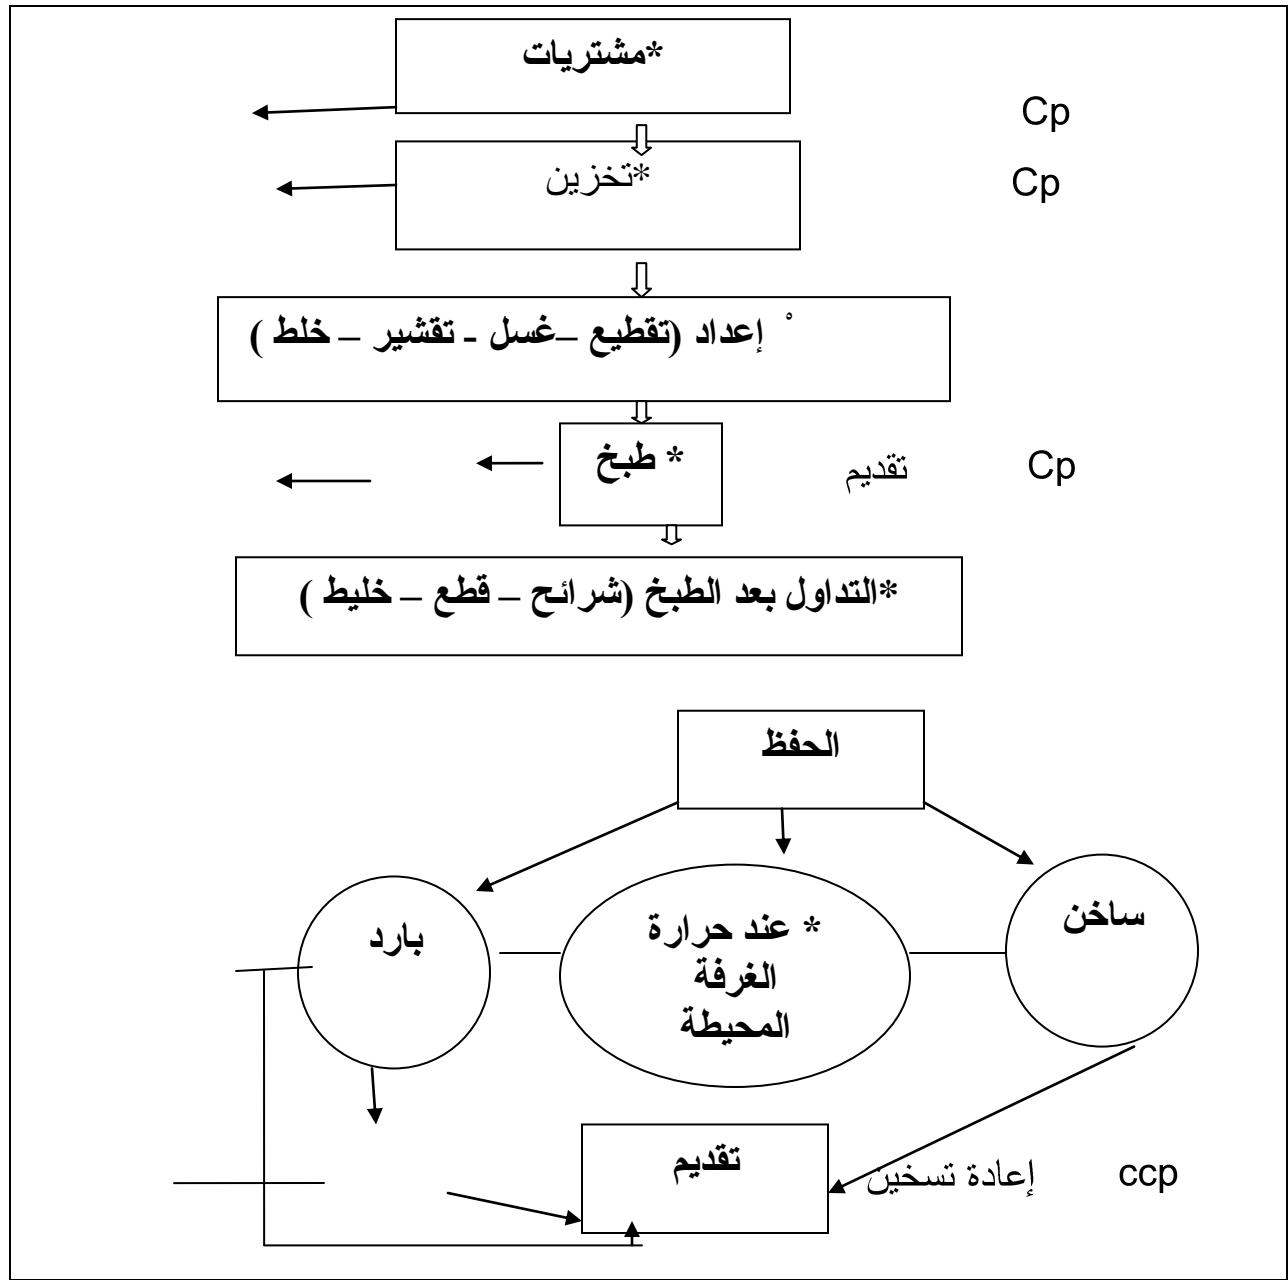 *مشتريات
Cp
*تخزين
Cp
ْ إعداد (تقطيع –غسل - تقشير – خلط )
* طبخ
تقديم
Cp
*التداول بعد الطبخ (شرائح – قطع – خليط )
الحفظ
ساخن
* عند حرارة
الغرفة
المحيطة
بارد
تقديم
إعادة تسخين
ccp